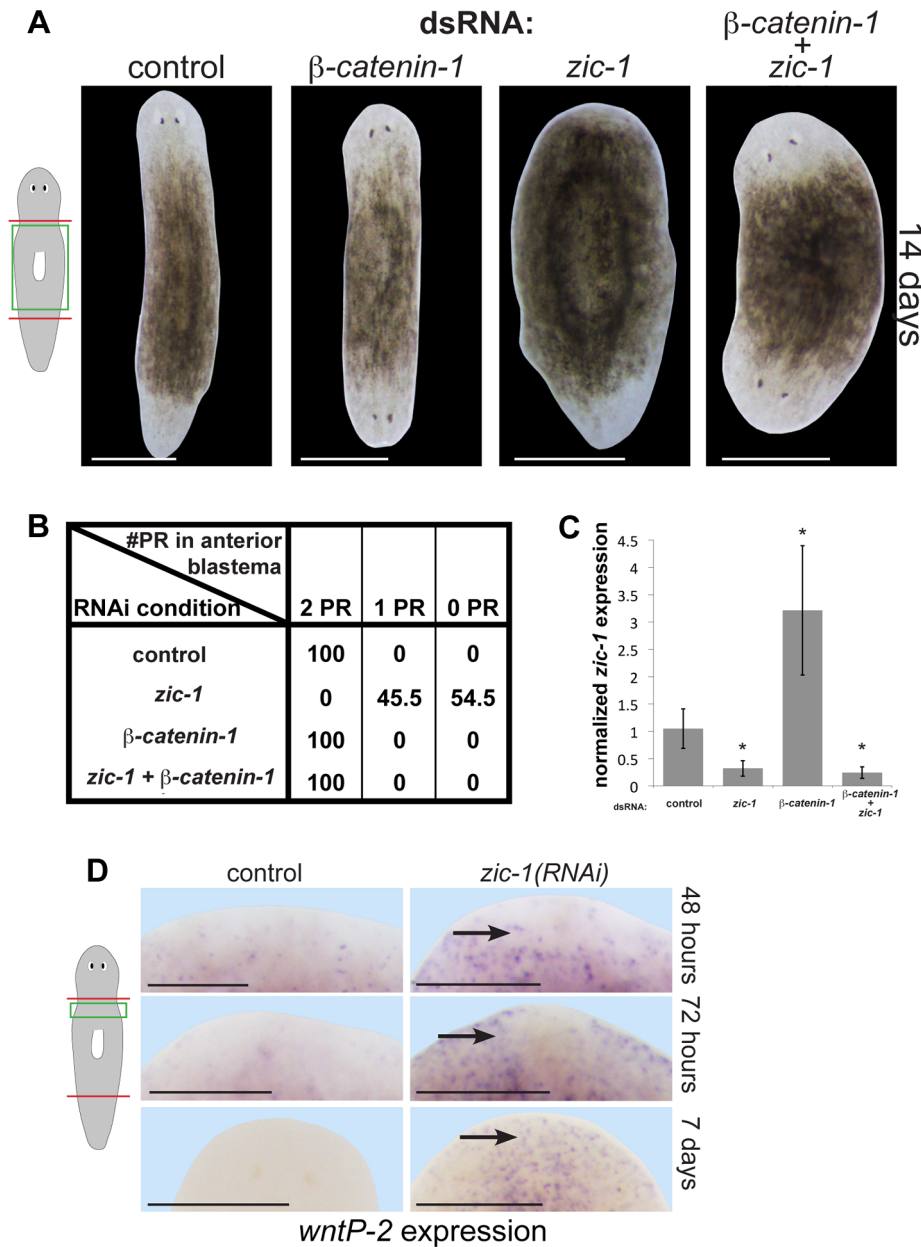 A
dsRNA:
control
β-catenin-1
zic-1
β-catenin-1
+
zic-1
14 days
B
#PR in anterior
blastema
RNAi condition
2 PR
1 PR
0 PR
control
100
0
0
zic-1
0
45.5
54.5
β-catenin-1
100
0
0
zic-1 + β-catenin-1
100
0
0
C
normalized zic-1 expression
4.5
4
3.5
3
2.5
2
1.5
1
0.5
0
*
*
*
dsRNA:
control
zic-1
β-catenin-1
β-catenin-1
+
zic-1
D
control
zic-1(RNAi)
48 hours
72 hours
7 days
wntP-2 expression